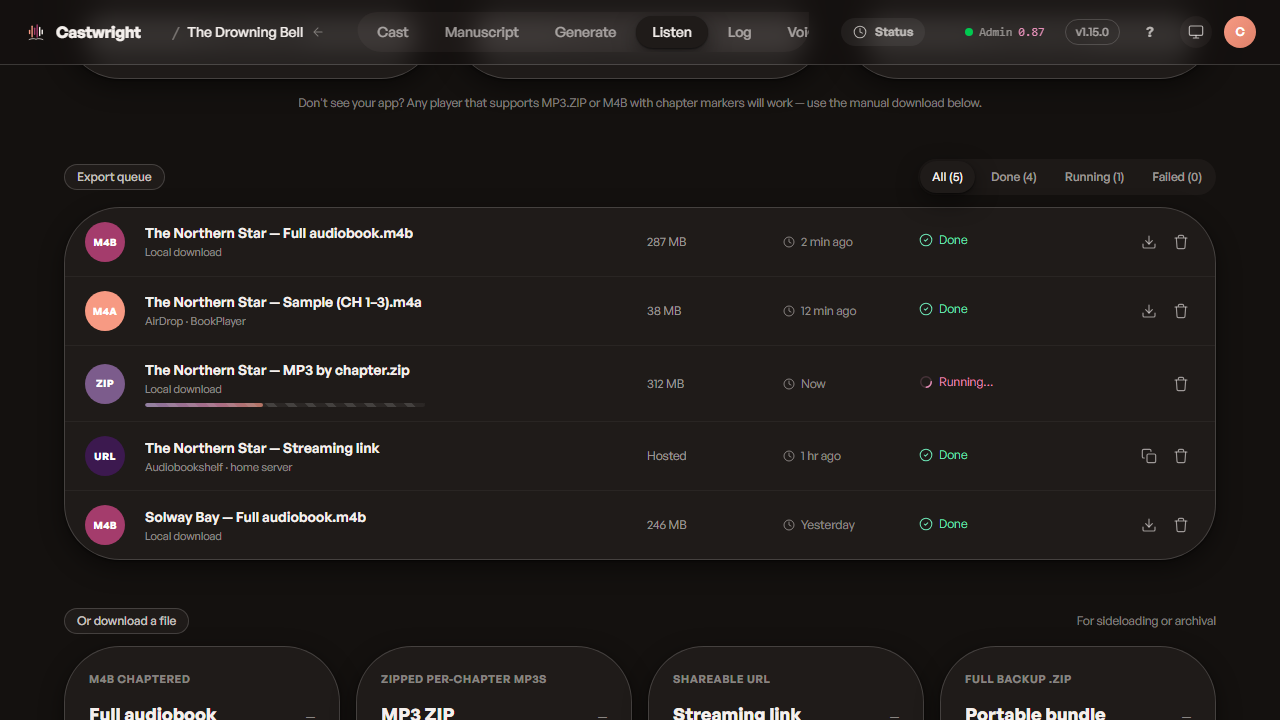 Castwright / The Drowning Bell ← Cast Manuscript Generate Listen Log Voi Status Admin 0.87 v1.15.0 ? C
Don't see your app? Any player that supports MP3.ZIP or M4B with chapter markers will work — use the manual download below.
Export queue All (5) Done (4) Running (1) Failed (0)
M4B The Northern Star — Full audiobook.m4b 287 MB 2 min ago Done
Local download
M4A The Northern Star — Sample (CH 1–3).m4a 38 MB 12 min ago Done
AirDrop · BookPlayer
ZIP The Northern Star — MP3 by chapter.zip 312 MB Now Running...
Local download
URL The Northern Star — Streaming link Hosted 1 hr ago Done
Audiobookshelf · home server
M4B Solway Bay — Full audiobook.m4b 246 MB Yesterday Done
Local download
Or download a file For sideloading or archival
M4B CHAPTERED ZIPPED PER-CHAPTER MP3S SHAREABLE URL FULL BACKUP .ZIP
Full audiobook — MP3 ZIP — Streaming link — Portable bundle —